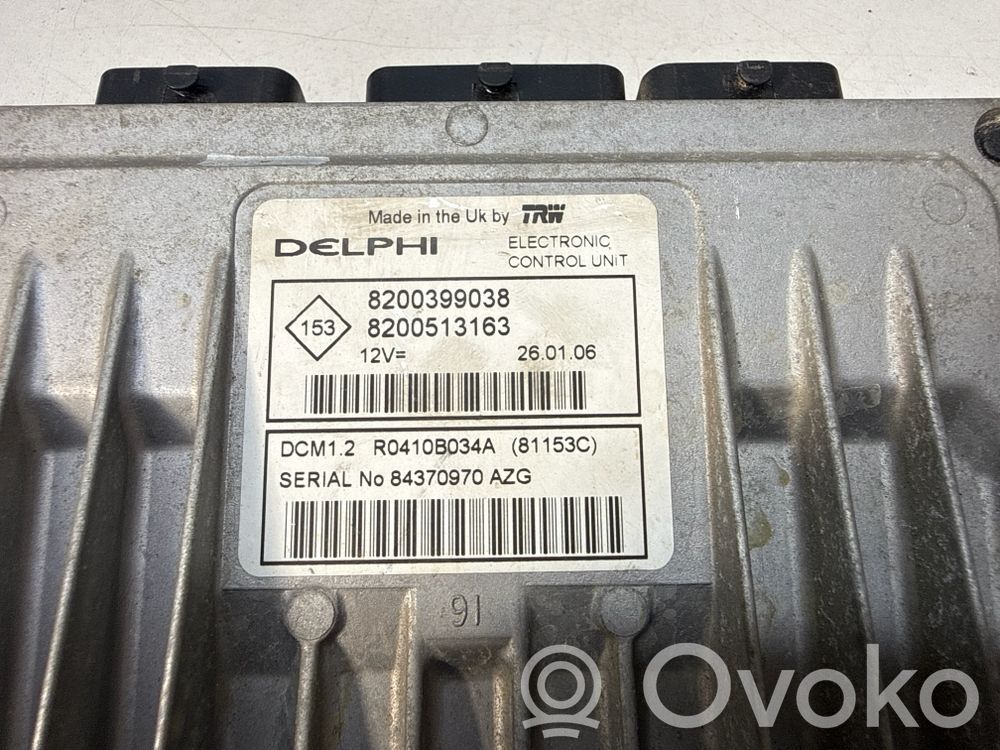 Made in the Uk by TRW
DELPHI ELECTRONIC CONTROL UNIT
153
8200399038
8200513163
12V= 26.01.06
DCM1.2 R0410B034A (81153C)
SERIAL No 84370970 AZG
91
Ovoko